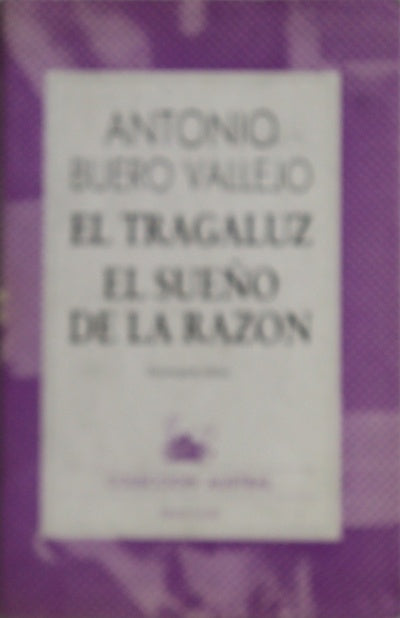 ANTONIO
BUERO VALLEJO
EL TRAGALUZ
EL SUEÑO
DE LA RAZON
COLECCION AUSTRAL